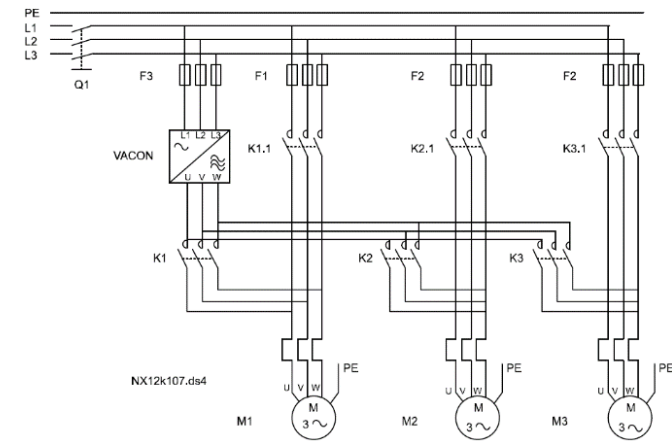 PE
L1
L2
L3
Q1
F3
F1
F2
F2
L1 L2 L3
VACON
U V W
K1.1
K2.1
K3.1
K1
K2
K3
PE
PE
PE
NX12k107.ds4
U V W
U V W
U V W
M1
M
3
M2
M
3
M3
M
3